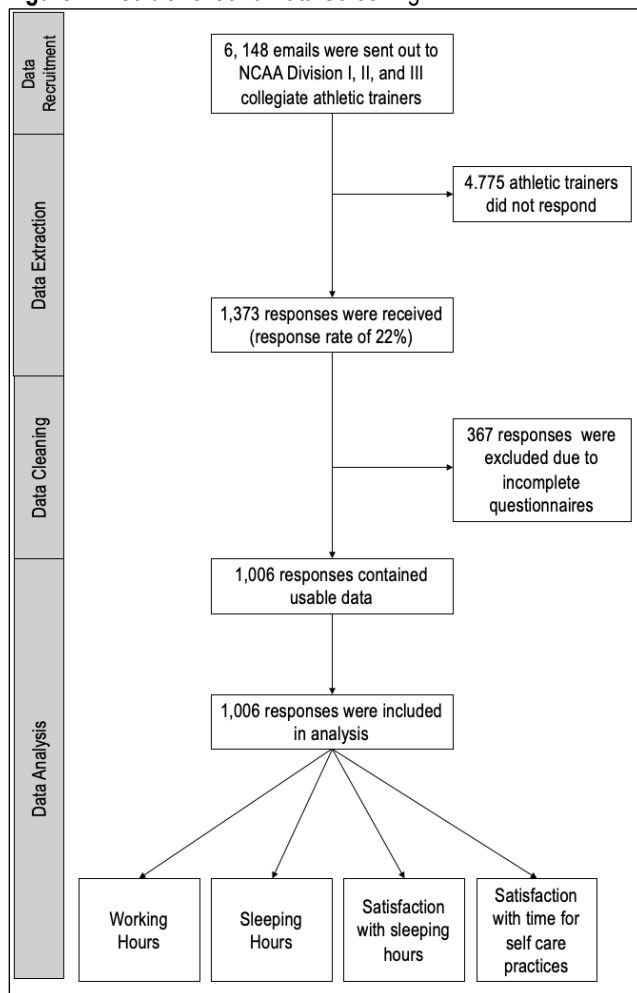 6, 148 emails were sent out to
NCAA Division I, II, and III
collegiate athletic trainers
Data
Recruitment
4.775 athletic trainers
did not respond
Data Extraction
1,373 responses were received
(response rate of 22%)
367 responses were
excluded due to
incomplete
questionnaires
Data Cleaning
1,006 responses contained
usable data
1,006 responses were included
in analysis
Data Analysis
Working
Hours
Sleeping
Hours
Satisfaction
with sleeping
hours
Satisfaction
with time for
self care
practices